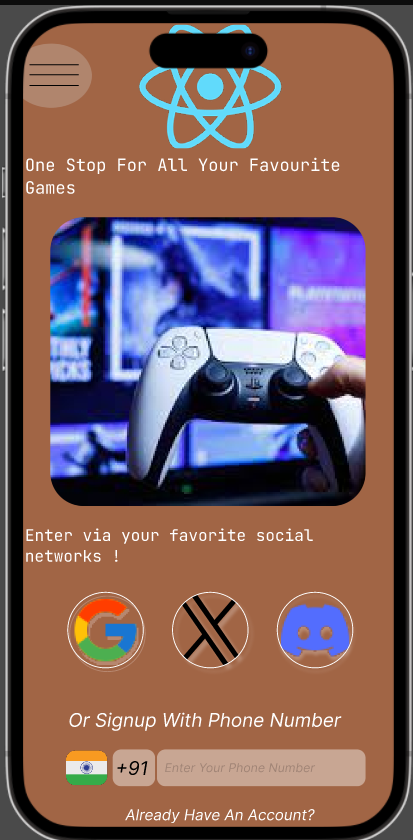 One Stop For All Your Favourite
Games
Enter via your favorite social
networks !
Or Signup With Phone Number
+91
Enter Your Phone Number
Already Have An Account?